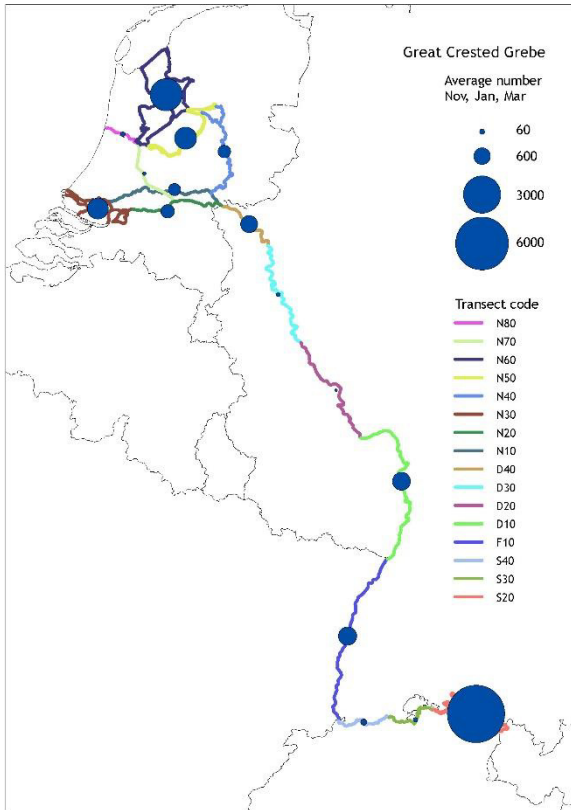 Great Crested Grebe
Average number
Nov, Jan, Mar
60
600
3000
6000
Transect code
N80
N70
N60
N50
N40
N30
N20
N10
D40
D30
D20
D10
F10
S40
S30
S20